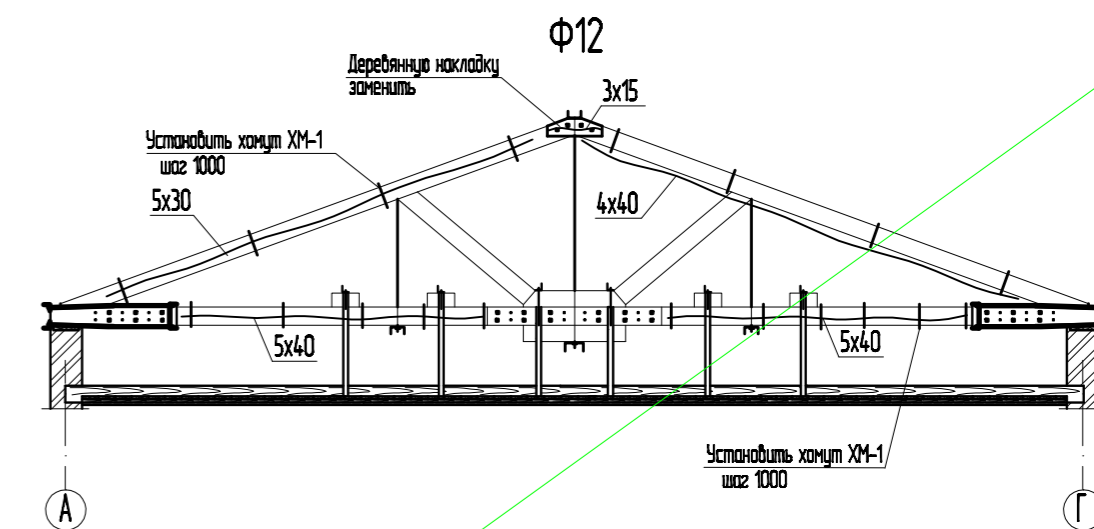 Ф12
Деревянную накладку
заменить
3х15
Установить хомут ХМ-1
шаг 1000
5х30
4х40
5х40
5х40
Установить хомут ХМ-1
шаг 1000
А
Г